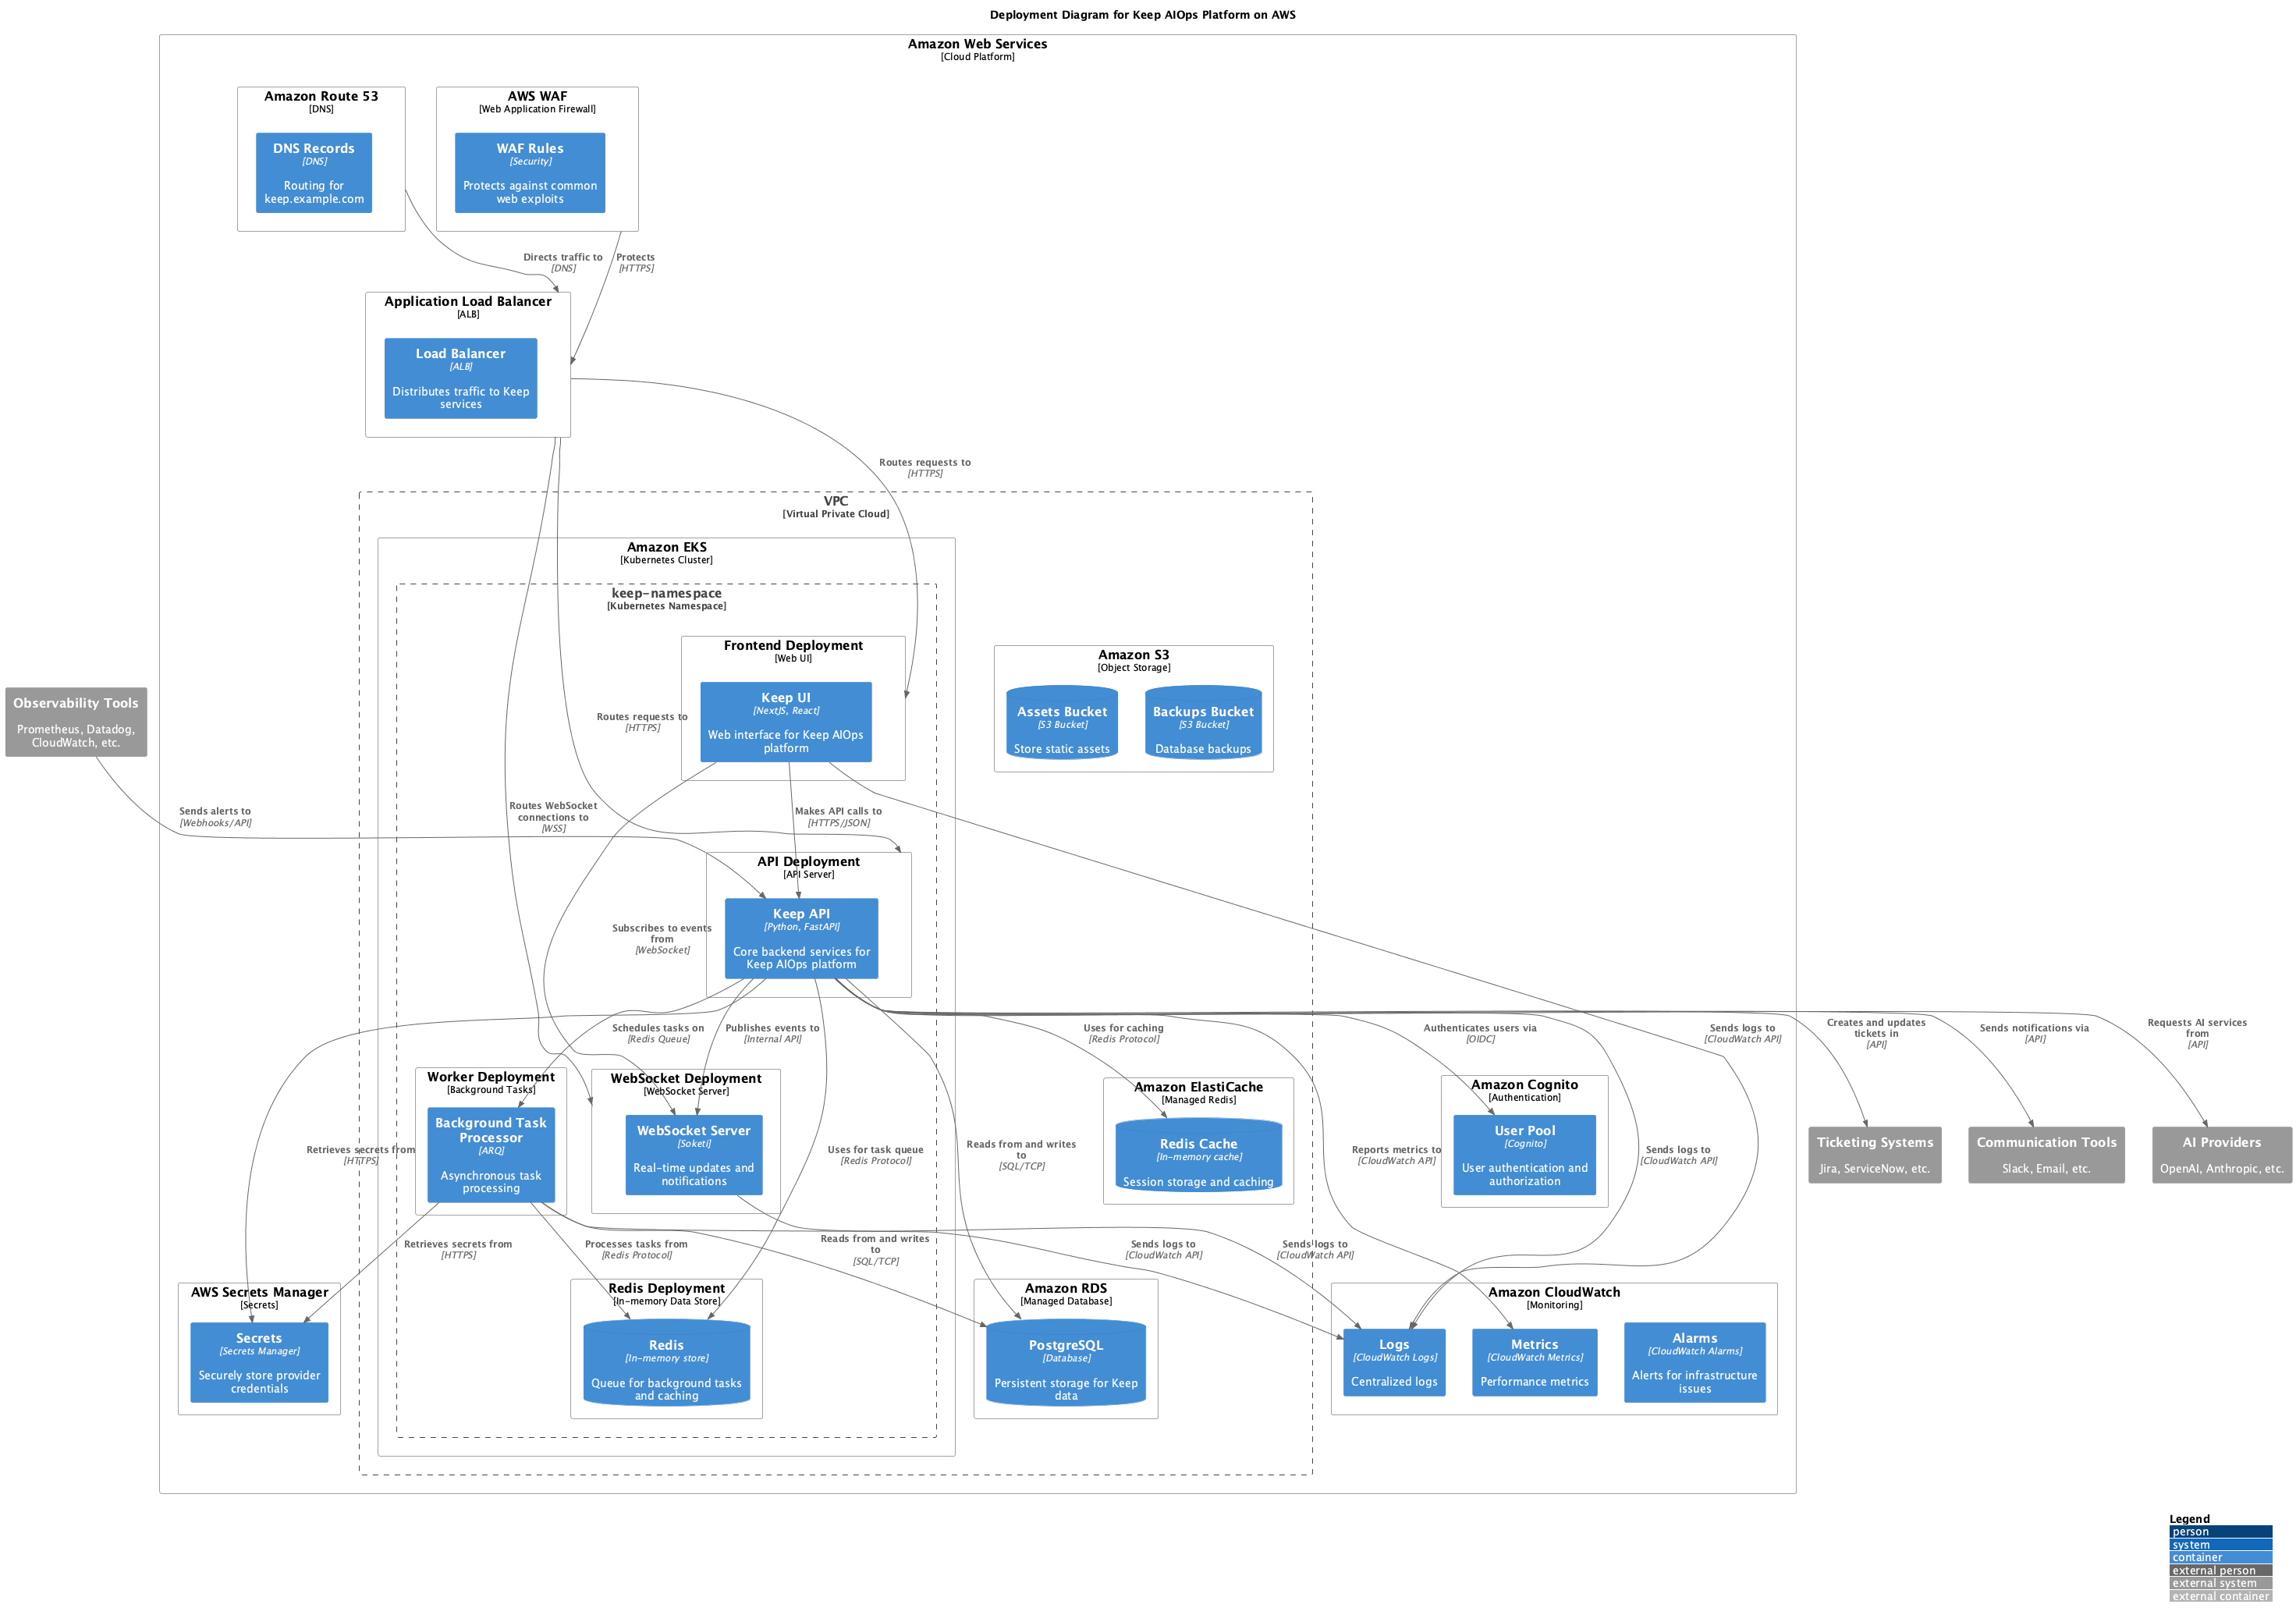 Deployment Diagram for Keep AIOps Platform on AWS
Amazon Web Services
[Cloud Platform]
Amazon Route 53
[DNS]
DNS Records
[DNS]
Routing for
keep.example.com
AWS WAF
[Web Application Firewall]
WAF Rules
[Security]
Protects against common
web exploits
Directs traffic to
[DNS]
Protects
[HTTPS]
Application Load Balancer
[ALB]
Load Balancer
[ALB]
Distributes traffic to Keep
services
Routes requests to
[HTTPS]
VPC
[Virtual Private Cloud]
Amazon EKS
[Kubernetes Cluster]
keep-namespace
[Kubernetes Namespace]
Frontend Deployment
[Web UI]
Keep UI
[NextJS, React]
Web interface for Keep AIOps
platform
Routes requests to
[HTTPS]
Amazon S3
[Object Storage]
Assets Bucket
[S3 Bucket]
Store static assets
Backups Bucket
[S3 Bucket]
Database backups
Observability Tools
Prometheus, Datadog,
CloudWatch, etc.
Sends alerts to
[Webhooks/API]
Routes WebSocket
connections to
[WSS]
Makes API calls to
[HTTPS/JSON]
API Deployment
[API Server]
Keep API
[Python, FastAPI]
Core backend services for
Keep AIOps platform
Subscribes to events
from
[WebSocket]
Schedules tasks on
[Redis Queue]
Publishes events to
[Internal API]
Uses for caching
[Redis Protocol]
Authenticates users via
[OIDC]
Sends logs to
[CloudWatch API]
Creates and updates
tickets in
[API]
Sends notifications via
[API]
Requests AI services
from
[API]
Worker Deployment
[Background Tasks]
Background Task
Processor
[ARQ]
Asynchronous task
processing
WebSocket Deployment
[WebSocket Server]
WebSocket Server
[Soketi]
Real-time updates and
notifications
Amazon ElastiCache
[Managed Redis]
Redis Cache
[In-memory cache]
Session storage and caching
Amazon Cognito
[Authentication]
User Pool
[Cognito]
User authentication and
authorization
Ticketing Systems
Jira, ServiceNow, etc.
Communication Tools
Slack, Email, etc.
AI Providers
OpenAI, Anthropic, etc.
Retrieves secrets from
[HTTPS]
Uses for task queue
[Redis Protocol]
Reads from and writes
to
[SQL/TCP]
Reports metrics to
[CloudWatch API]
Sends logs to
[CloudWatch API]
Retrieves secrets from
[HTTPS]
Processes tasks from
[Redis Protocol]
Reads from and writes
to
[SQL/TCP]
Sends logs to
[CloudWatch API]
Sends logs to
[CloudWatch API]
AWS Secrets Manager
[Secrets]
Secrets
[Secrets Manager]
Securely store provider
credentials
Redis Deployment
[In-memory Data Store]
Redis
[In-memory store]
Queue for background tasks
and caching
Amazon RDS
[Managed Database]
PostgreSQL
[Database]
Persistent storage for Keep
data
Amazon CloudWatch
[Monitoring]
Logs
[CloudWatch Logs]
Centralized logs
Metrics
[CloudWatch Metrics]
Performance metrics
Alarms
[CloudWatch Alarms]
Alerts for infrastructure
issues
Legend
person
system
container
external person
external system
external container